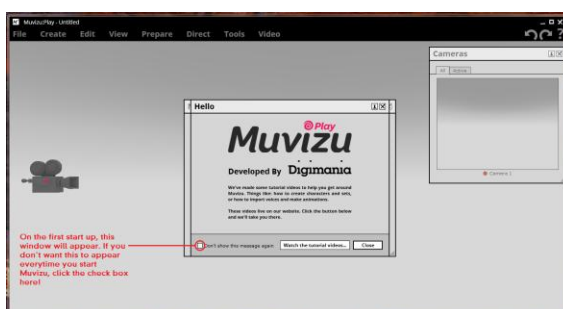 MuvizuPlay - Untitled
File Create Edit View Prepare Direct Tools Video
Cameras
All Active
Camera 1
Hello
Play
Muvizu
Developed By Digimania
We've made some tutorial videos to help you get around
Muvizu. Things like: how to create characters and sets,
or how to import voices and make animations.
These videos live on our website. Click the button below
and we'll take you there.
Don't show this message again
Watch the tutorial videos...
Close
On the first start up, this
window will appear. If you
don't want this to appear
everytime you start
Muvizu, click the check box
here!